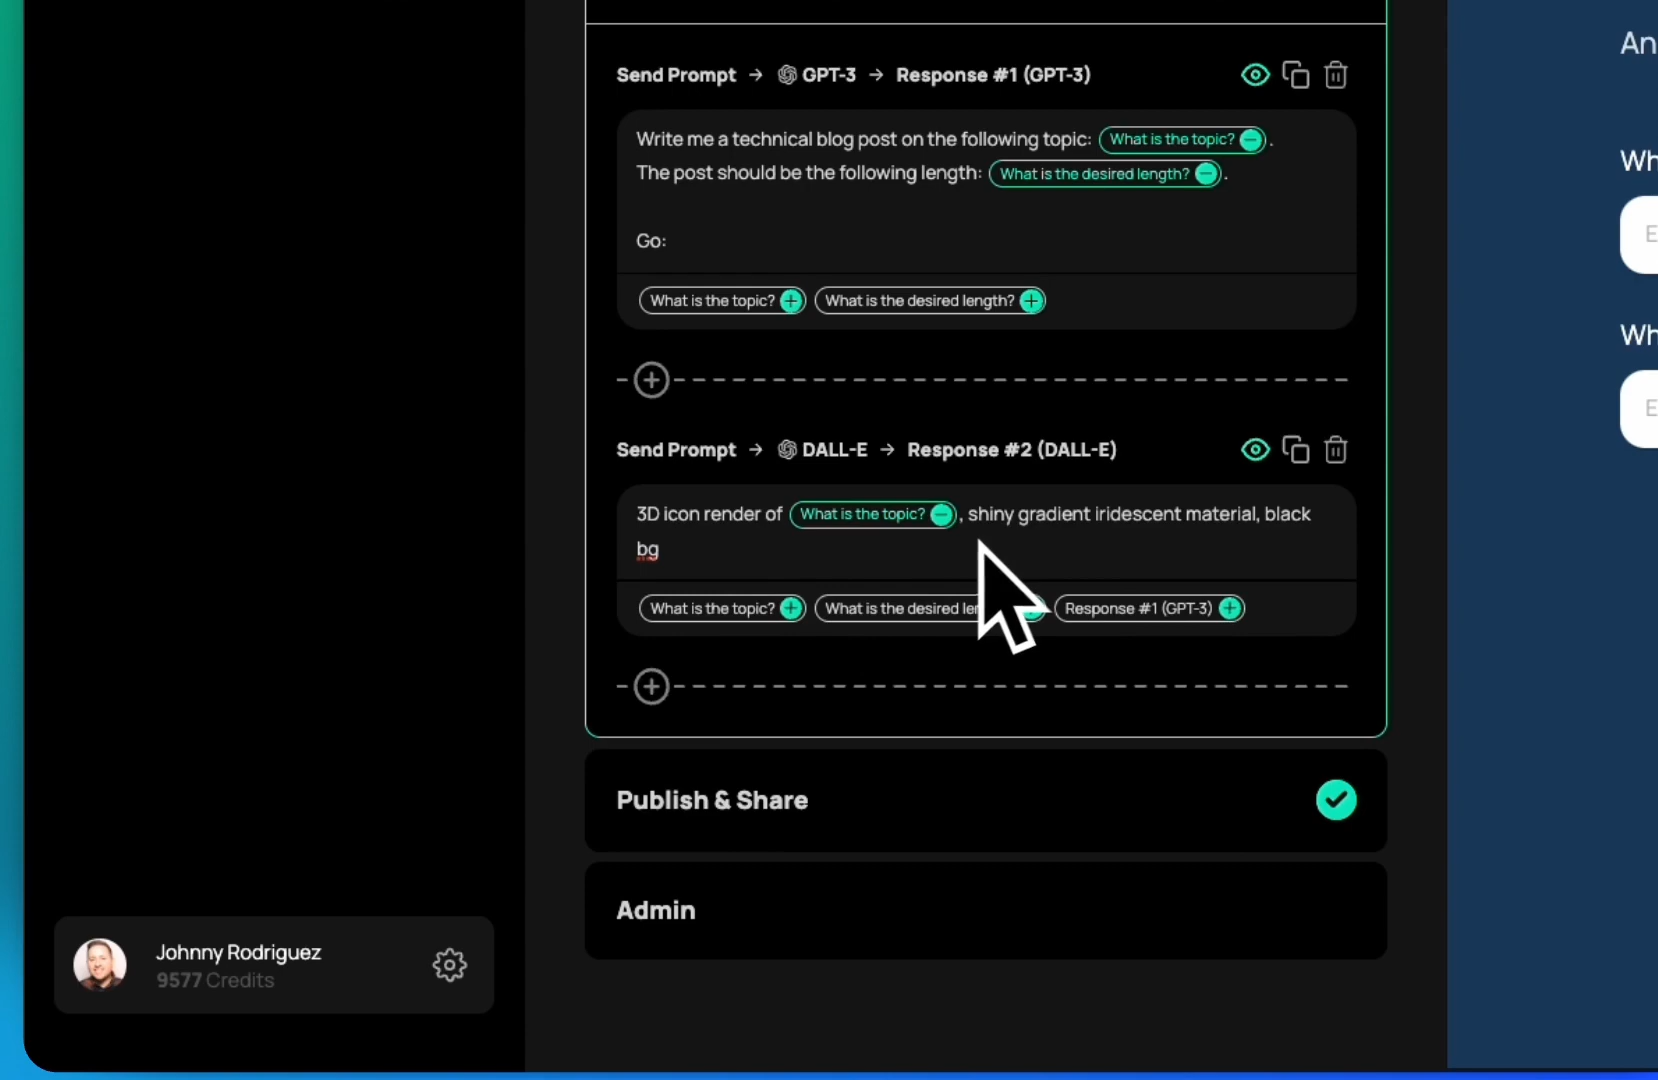 Send Prompt → GPT-3 → Response #1 (GPT-3)
Write me a technical blog post on the following topic: What is the topic? .
The post should be the following length: What is the desired length? .
Go:
What is the topic? What is the desired length?
Send Prompt → DALL-E → Response #2 (DALL-E)
3D icon render of What is the topic? , shiny gradient iridescent material, black
bg
What is the topic? What is the desired Response #1 (GPT-3)
Publish & Share
Admin
Johnny Rodriguez
9577 Credits